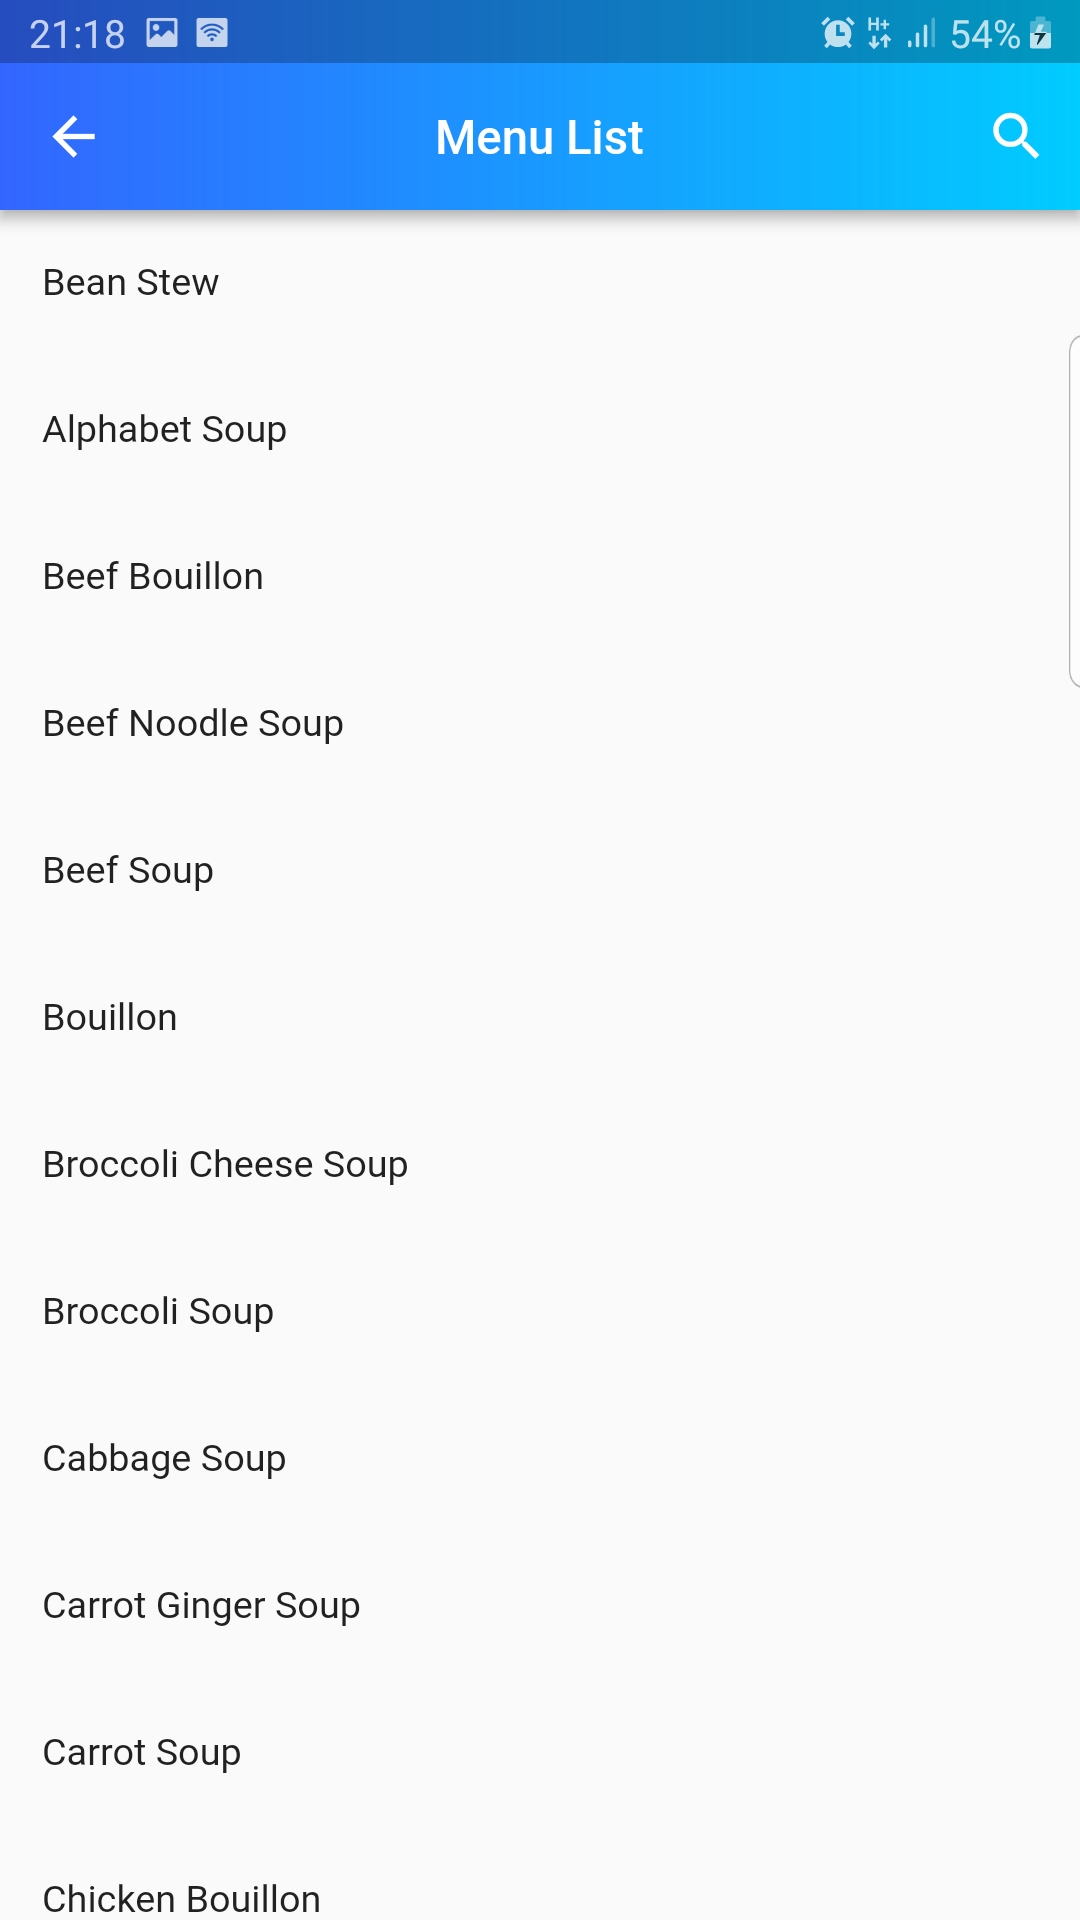 21:18 H+ 54%
Menu List
Bean Stew
Alphabet Soup
Beef Bouillon
Beef Noodle Soup
Beef Soup
Bouillon
Broccoli Cheese Soup
Broccoli Soup
Cabbage Soup
Carrot Ginger Soup
Carrot Soup
Chicken Bouillon